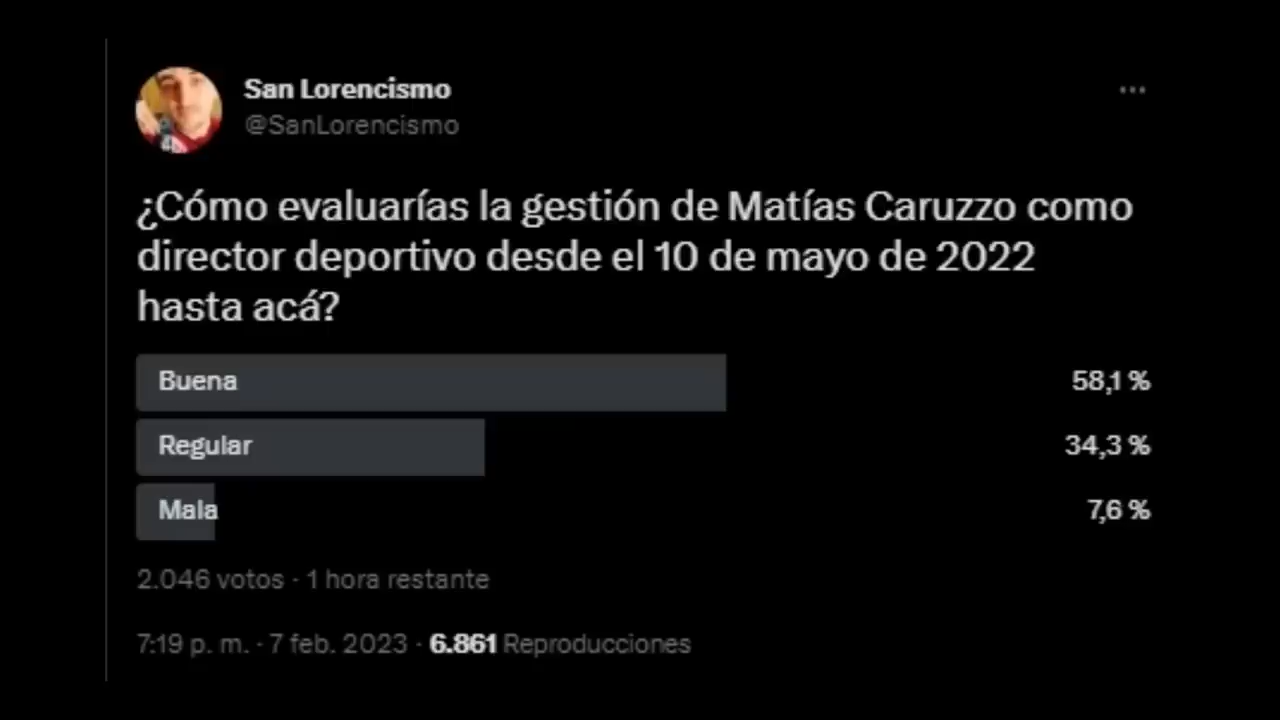 San Lorencismo
@SanLorencismo
¿Cómo evaluarías la gestión de Matías Caruzzo como
director deportivo desde el 10 de mayo de 2022
hasta acá?
Buena 58,1 %
Regular 34,3 %
Mala 7,6 %
2.046 votos · 1 hora restante
7:19 p. m. · 7 feb. 2023 · 6.861 Reproducciones